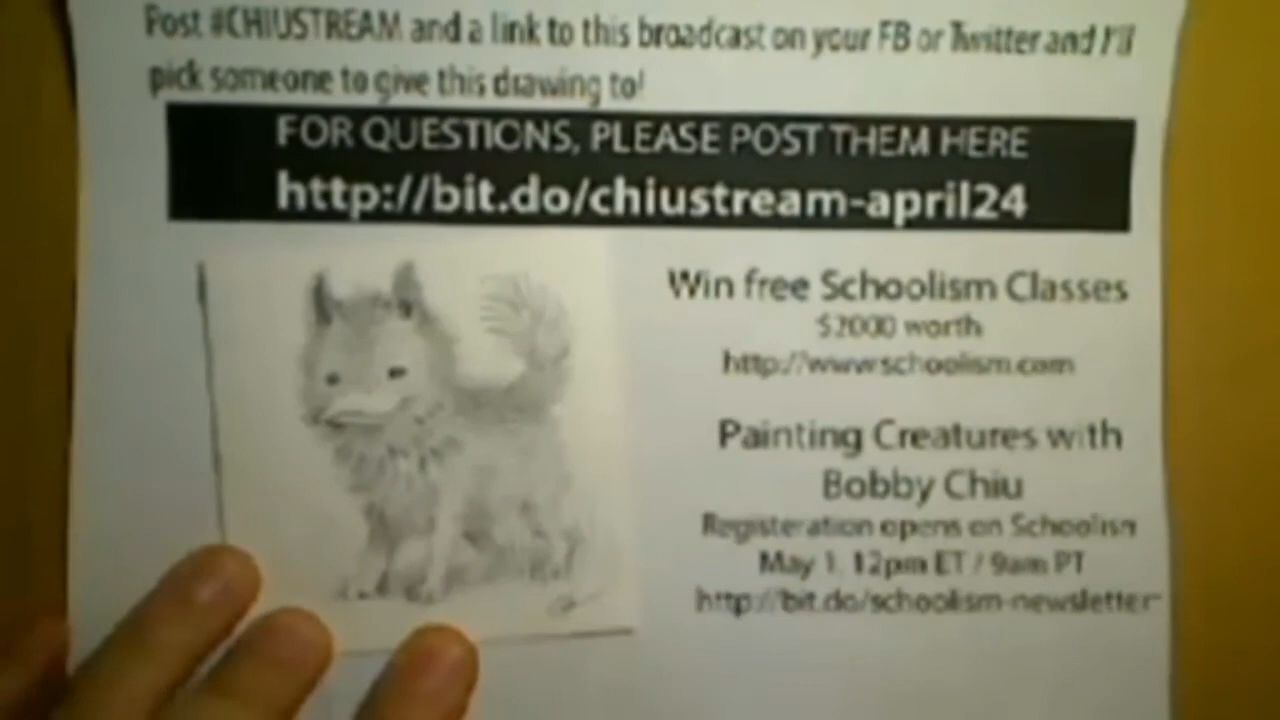 Post #CHIUSTREAM and a link to this broadcast on your FB or Twitter and I'll
pick someone to give this drawing to!
FOR QUESTIONS, PLEASE POST THEM HERE
http://bit.do/chiustream-april24
Win free Schoolism Classes
$2000 worth
http://www.schoolism.com
Painting Creatures with
Bobby Chiu
Registeration opens on Schoolism
May 1, 12pm ET / 9am PT
http://bit.do/schoolism-newsletter